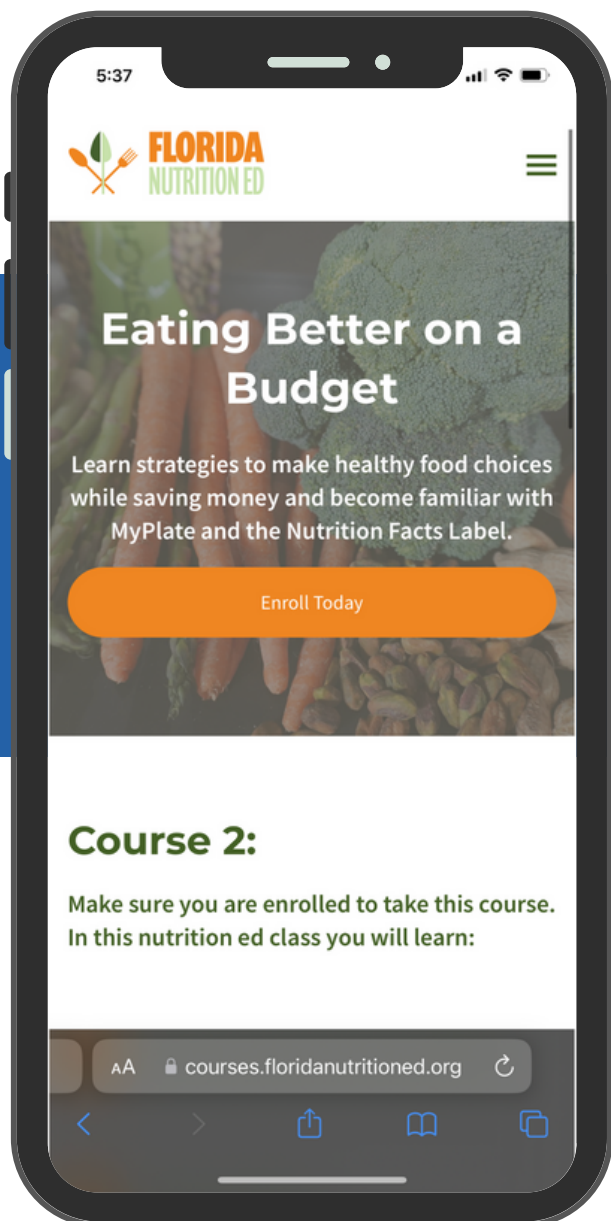 5:37
FLORIDA
NUTRITION ED
Eating Better on a
Budget
Learn strategies to make healthy food choices
while saving money and become familiar with
MyPlate and the Nutrition Facts Label.
Enroll Today
Course 2:
Make sure you are enrolled to take this course.
In this nutrition ed class you will learn:
AA courses.floridanutritioned.org